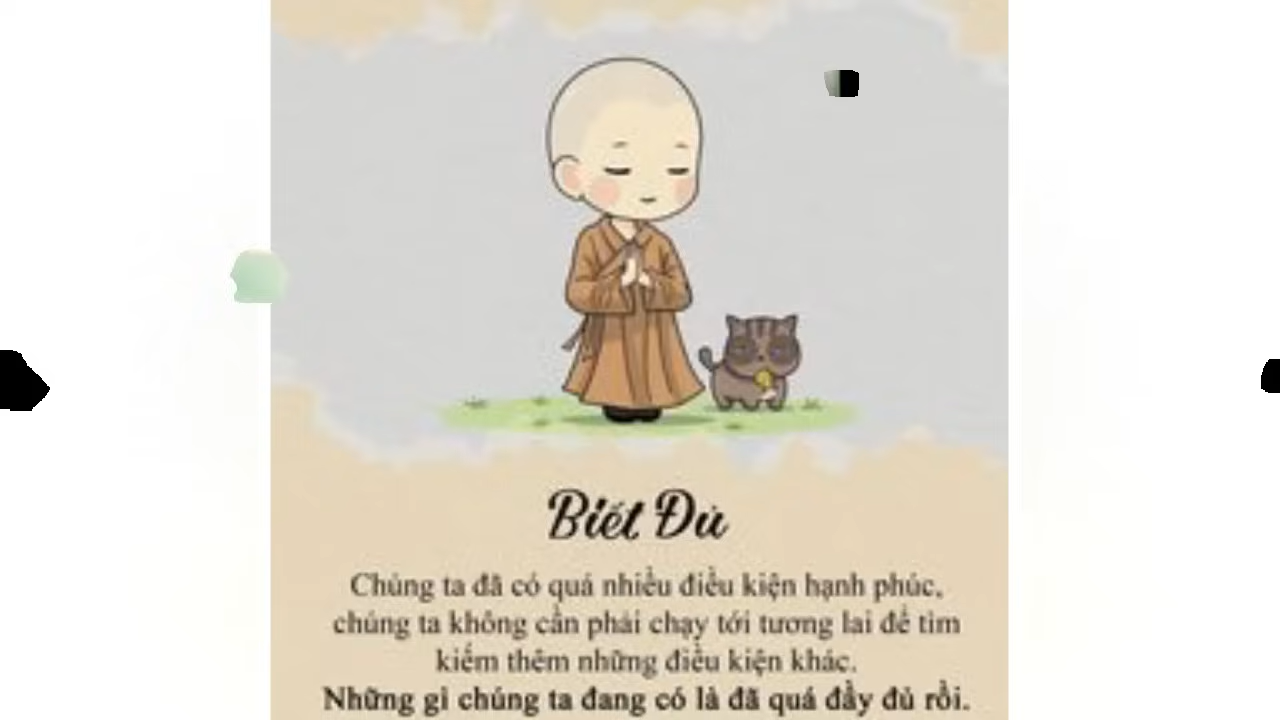 Biết Đủ
Chúng ta đã có quá nhiều điều kiện hạnh phúc,
chúng ta không cần phải chạy tới tương lai để tìm
kiếm thêm những điều kiện khác.
Những gì chúng ta đang có là đã quá đầy đủ rồi.